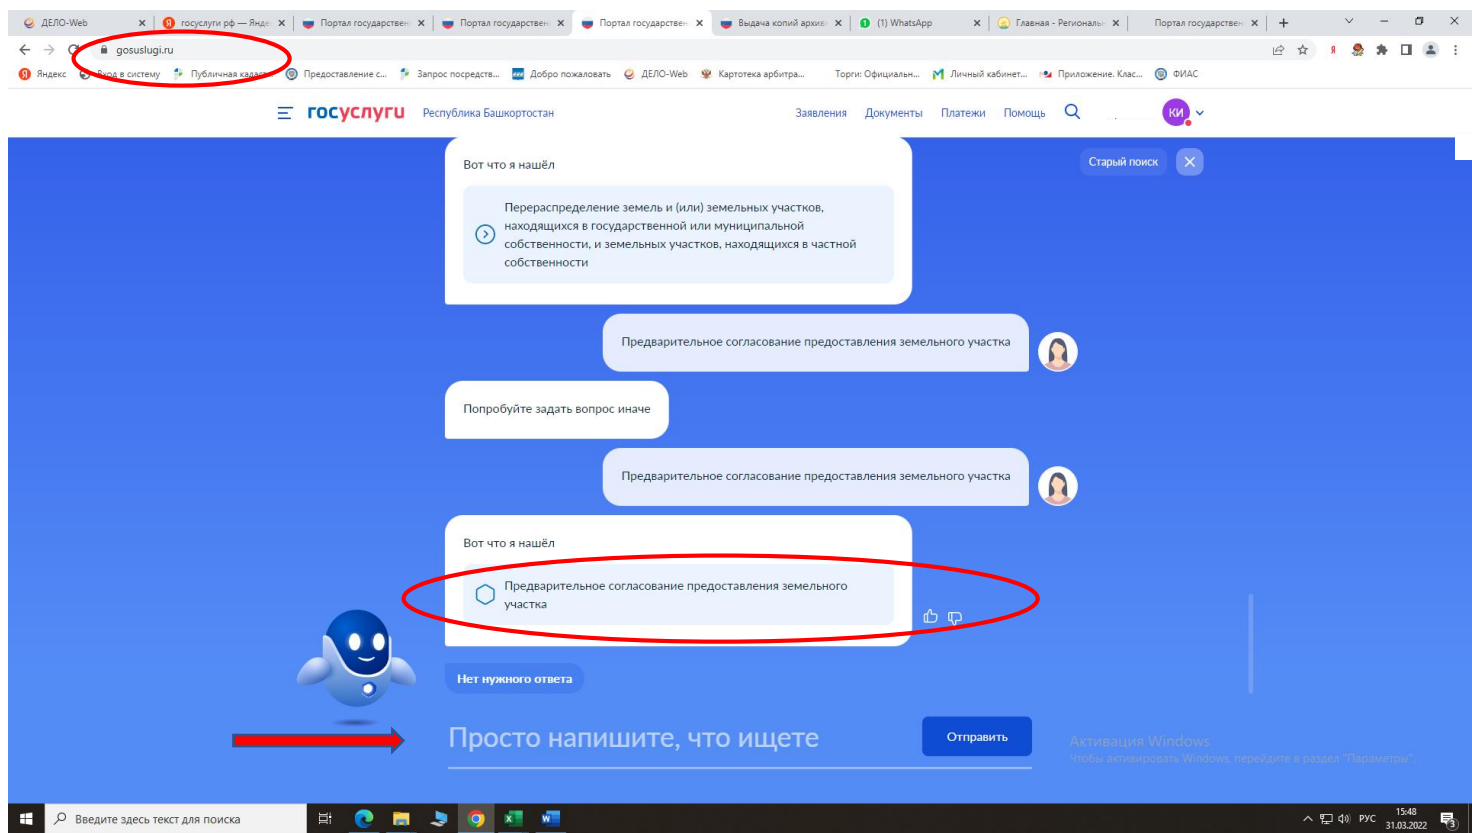 ДЕЛО-Web
госуслуги рф — Янде
Портал государствен
Портал государствен
Портал государствен
Выдача копий архив
(1) WhatsApp
Главная - Региональн
Портал государствен
gosuslugi.ru
Яндекс
Вход в систему
Публичная кадаст
Предоставление с...
Запрос посредств...
Добро пожаловать
ДЕЛО-Web
Картотека арбитра...
Торги: Официальн...
Личный кабинет...
Приложение. Клас...
ФИАС
госуслуги
Республика Башкортостан
Заявления
Документы
Платежи
Помощь
КИ
Старый поиск
Вот что я нашёл
Перераспределение земель и (или) земельных участков,
находящихся в государственной или муниципальной
собственности, и земельных участков, находящихся в частной
собственности
Предварительное согласование предоставления земельного участка
Попробуйте задать вопрос иначе
Предварительное согласование предоставления земельного участка
Вот что я нашёл
Предварительное согласование предоставления земельного
участка
Нет нужного ответа
Просто напишите, что ищете
Отправить
Активация Windows
Чтобы активировать Windows, перейдите в раздел "Параметры".
Введите здесь текст для поиска
РУС
15:48
31.03.2022
3